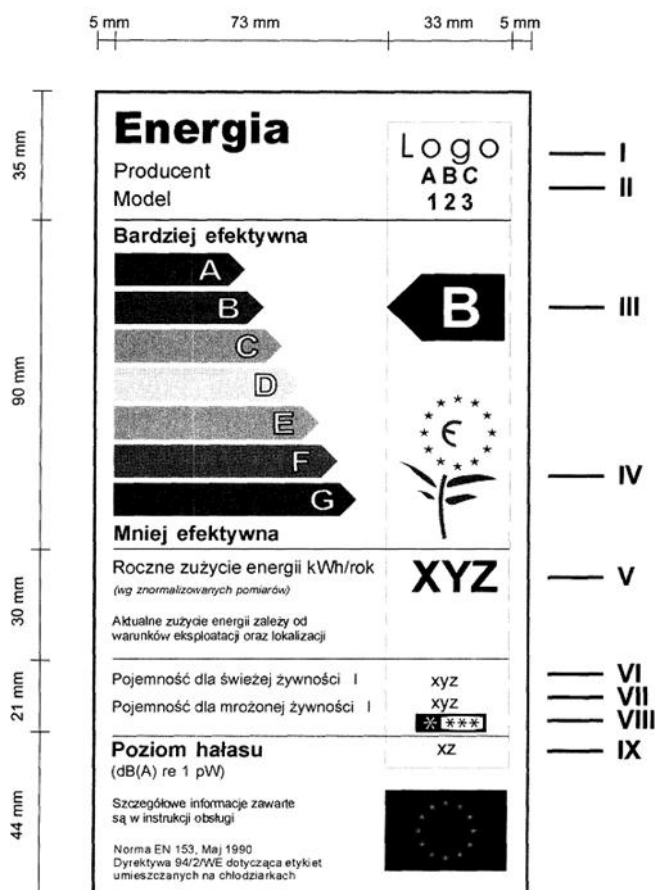 5 mm 73 mm 33 mm 5 mm
35 mm
Energia
Producent
Model
Logo
ABC
123
I
II
90 mm
Bardziej efektywna
A
B
C
D
E
F
G
Mniej efektywna
B
III
IV
30 mm
Roczne zużycie energii kWh/rok
(wg znormalizowanych pomiarów)
XYZ
V
Aktualne zużycie energii zależy od
warunków eksploatacji oraz lokalizacji
21 mm
Pojemność dla świeżej żywności l xyz VI
Pojemność dla mrożonej żywności l xyz VII
* *** VIII
44 mm
Poziom hałasu xz IX
(dB(A) re 1 pW)
Szczegółowe informacje zawarte
są w instrukcji obsługi
Norma EN 153, Maj 1990
Dyrektywa 94/2/WE dotycząca etykiet
umieszczanych na chłodziarkach